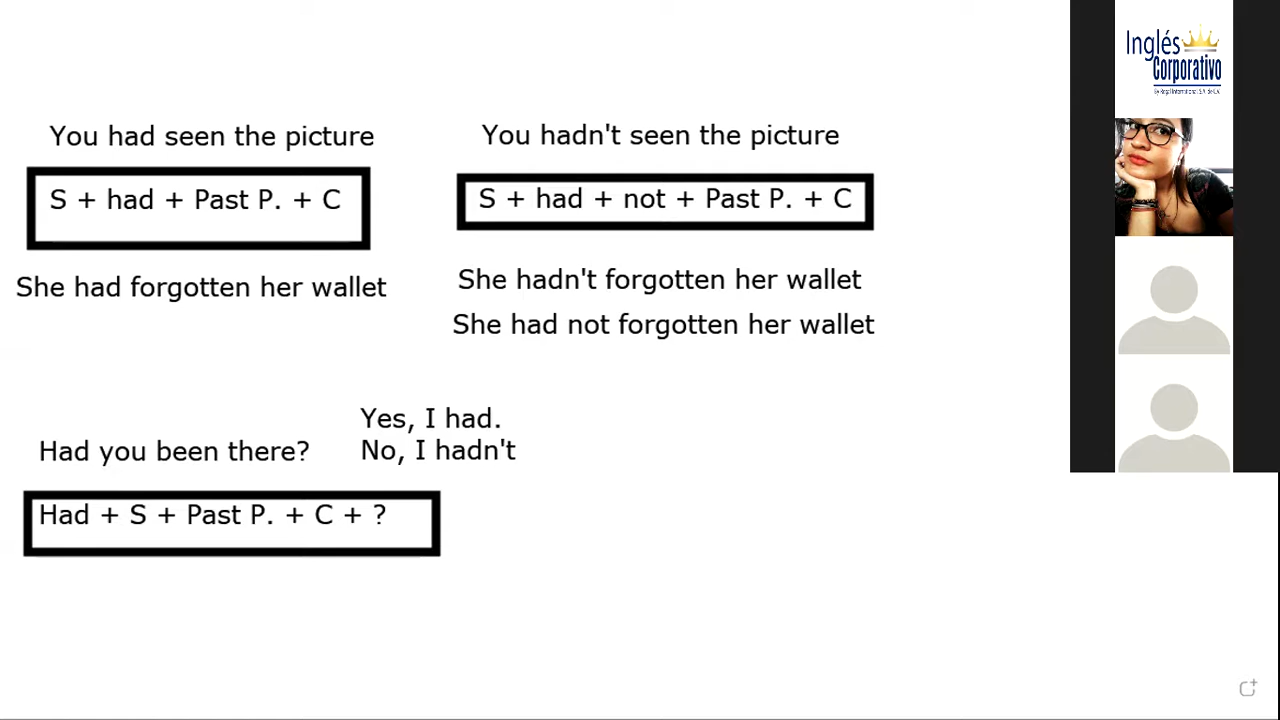 You had seen the picture
S + had + Past P. + C
She had forgotten her wallet
You hadn't seen the picture
S + had + not + Past P. + C
She hadn't forgotten her wallet
She had not forgotten her wallet
Yes, I had.
No, I hadn't
Had you been there?
Had + S + Past P. + C + ?
Inglés
Corporativo